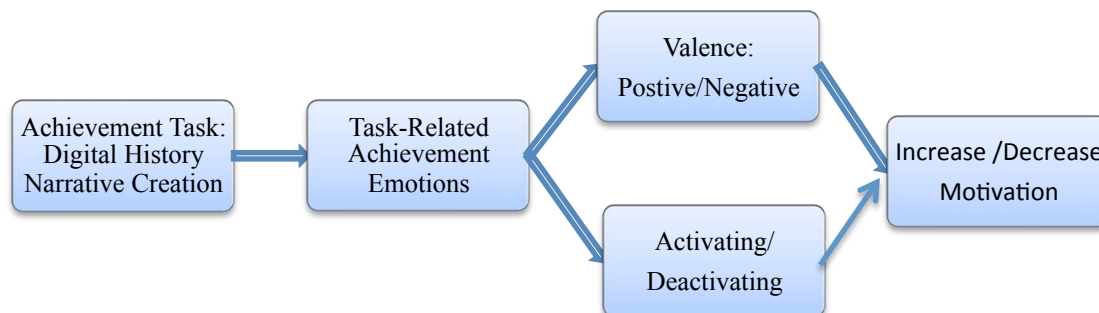 Achievement Task:
Digital History
Narrative Creation
Task-Related
Achievement
Emotions
Valence:
Postive/Negative
Activating/
Deactivating
Increase /Decrease
Motivation